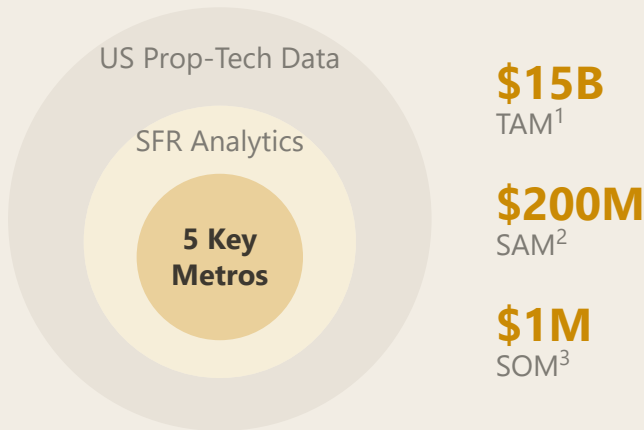 US Prop-Tech Data
SFR Analytics
5 Key
Metros
$15B
TAM¹
$200M
SAM²
$1M
SOM³